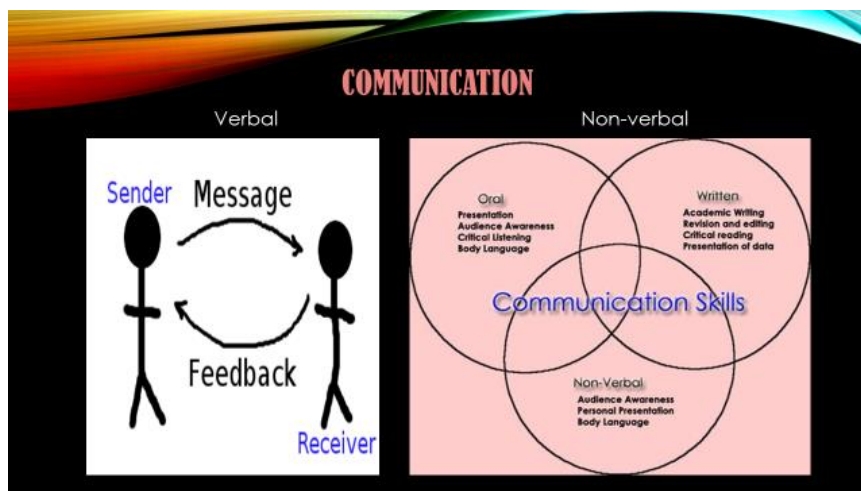 COMMUNICATION
Verbal
Sender
Message
Feedback
Receiver
Non-verbal
Oral
Presentation
Audience Awareness
Critical Listening
Body Language
Written
Academic Writing
Revision and editing
Critical reading
Presentation of data
Communication Skills
Non-Verbal
Audience Awareness
Personal Presentation
Body Language